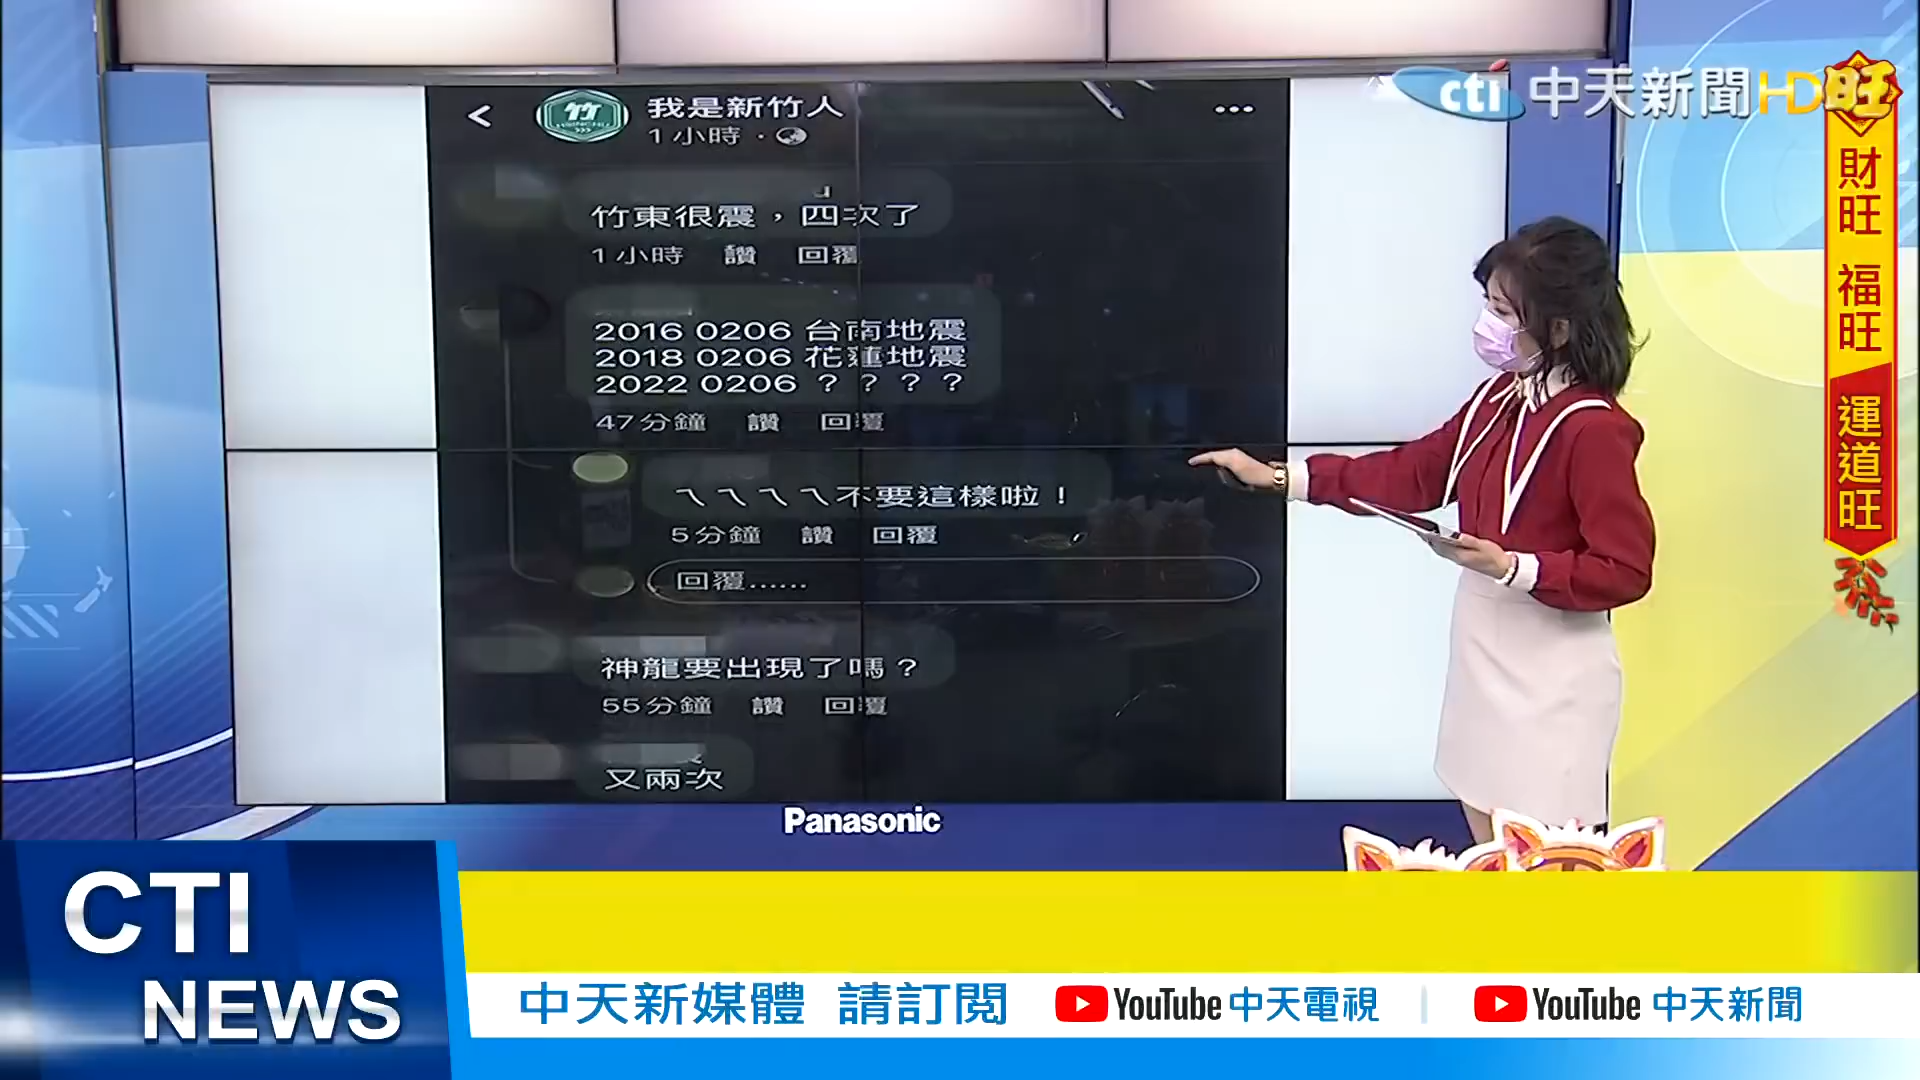 我是新竹人
1小時
竹東很震，四次了
1小時 讚 回覆
2016 0206 台南地震
2018 0206 花蓮地震
2022 0206 ？？？？
47分鐘 讚 回覆
ㄟㄟㄟㄟ不要這樣啦！
5分鐘 讚 回覆
回覆......
神龍要出現了嗎？
55分鐘 讚 回覆
又兩次
Panasonic
cti 中天新聞HD
旺
財旺 福旺 運道旺
CTI
NEWS
中天新媒體 請訂閱 YouTube 中天電視 YouTube 中天新聞